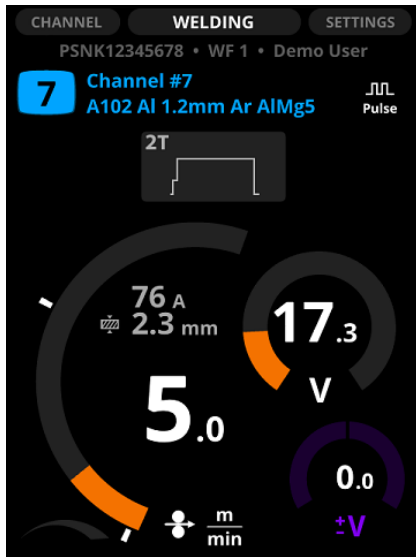 CHANNEL WELDING SETTINGS
PSNK12345678 • WF 1 • Demo User
7
Channel #7
A102 Al 1.2mm Ar AlMg5
Pulse
2T
76 A
2.3 mm
17.3
V
5.0
0.0
±V
m
min